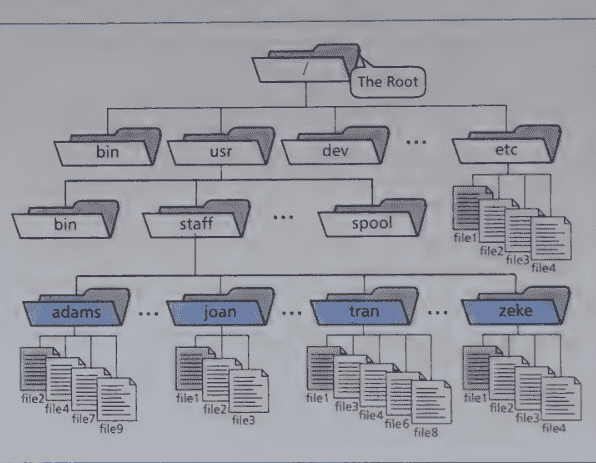 /
The Root
bin usr dev ... etc
bin staff ... spool
file1 file2 file3 file4
adams ... joan ... tran ... zeke
file2 file4 file7 file9
file1 file2 file3
file1 file3 file4 file6 file8
file1 file2 file3 file4